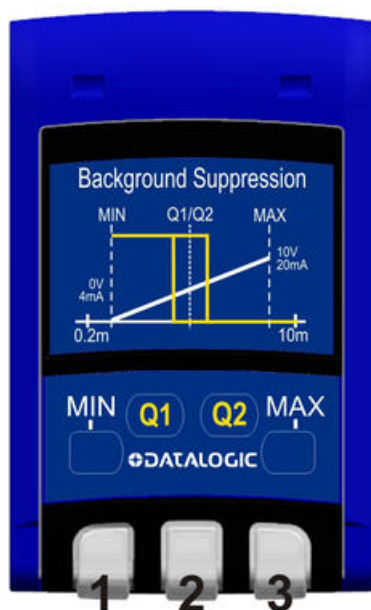 Background Suppression
MIN Q1/Q2 MAX
10V
20mA
0V
4mA
0.2m 10m
MIN Q1 Q2 MAX
DATALOGIC
1 2 3